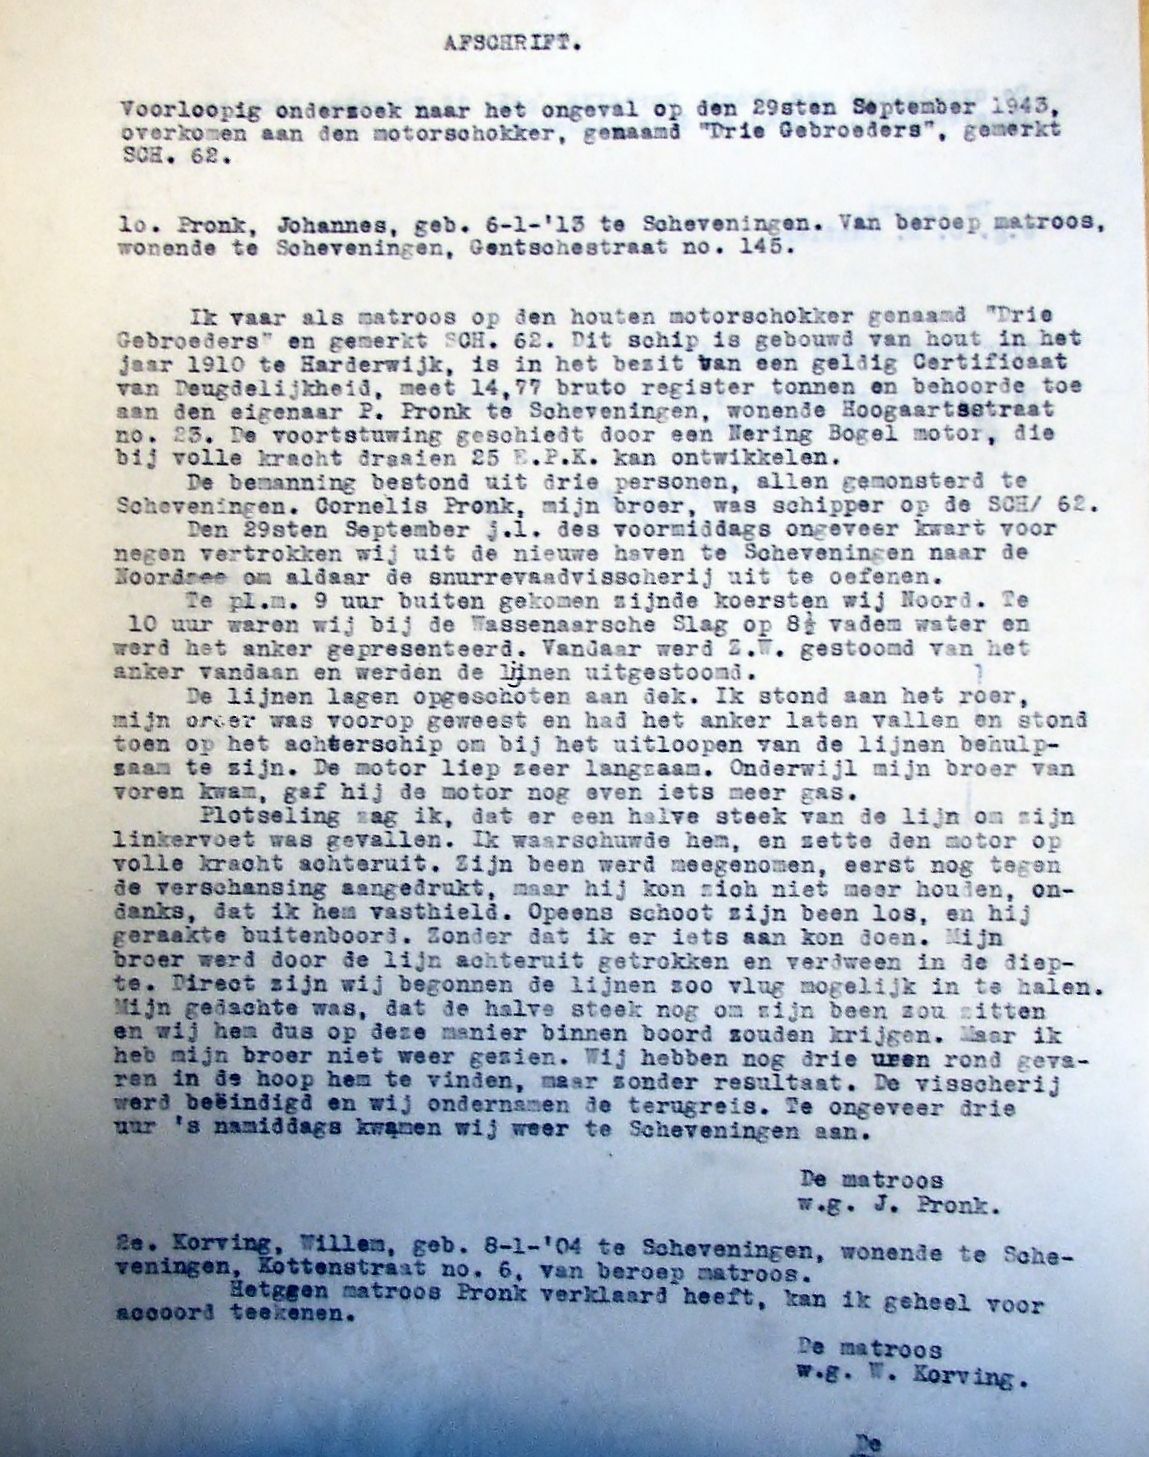 AFSCHRIFT.
Voorloopig onderzoek naar het ongeval op den 29sten September 1943,
overkomen aan den motorschokker, genaamd "Drie Gebroeders", gemerkt
SCH. 62.
1o. Pronk, Johannes, geb. 6-1-'13 te Scheveningen. Van beroep matroos,
wonende te Scheveningen, Gentschestraat no. 145.
Ik vaar als matroos op den houten motorschokker genaamd "Drie
Gebroeders" en gemerkt SCH. 62. Dit schip is gebouwd van hout in het
jaar 1910 te Harderwijk, is in het bezit van een geldig Certificaat
van Deugdelijkheid, meet 14,77 bruto register tonnen en behoorde toe
aan den eigenaar P. Pronk te Scheveningen, wonende Hoogaartsstraat
no. 23. De voortstuwing geschiedt door een Nering Bogel motor, die
bij volle kracht draaien 25 E.P.K. kan ontwikkelen.
De bemanning bestond uit drie personen, allen gemonsterd te
Scheveningen. Cornelis Pronk, mijn broer, was schipper op de SCH/ 62.
Den 29sten September j.l. des voormiddags ongeveer kwart voor
negen vertrokken wij uit de nieuwe haven te Scheveningen naar de
Noordzee om aldaar de snurrevaadvisscherij uit te oefenen.
Te pl.m. 9 uur buiten gekomen zijnde koersten wij Noord. Te
10 uur waren wij bij de Wassenaarsche Slag op 8½ vadem water en
werd het anker gepresenteerd. Vandaar werd Z.W. gestoomd van het
anker vandaan en werden de lijnen uitgestoomd.
De lijnen lagen opgeschoten aan dek. Ik stond aan het roer,
mijn broer was voorop geweest en had het anker laten vallen en stond
toen op het achterschip om bij het uitloopen van de lijnen behulp-
zaam te zijn. De motor liep zeer langzaam. Onderwijl mijn broer van
voren kwam, gaf hij de motor nog even iets meer gas.
Plotseling zag ik, dat er een halve steek van de lijn om zijn
linkervoet was gevallen. Ik waarschuwde hem, en zette den motor op
volle kracht achteruit. Zijn been werd meegenomen, eerst nog tegen
de verschansing aangedrukt, maar hij kon zich niet meer houden, on-
danks, dat ik hem vasthield. Opeens schoot zijn been los, en hij
geraakte buitenboord. Zonder dat ik er iets aan kon doen. Mijn
broer werd door de lijn achteruit getrokken en verdween in de diep-
te. Direct zijn wij begonnen de lijnen zoo vlug mogelijk in te halen.
Mijn gedachte was, dat de halve steek nog om zijn been zou zitten
en wij hem dus op deze manier binnen boord zouden krijgen. Maar ik
heb mijn broer niet weer gezien. Wij hebben nog drie uren rond geva-
ren in de hoop hem te vinden, maar zonder resultaat. De visscherij
werd beëindigd en wij ondernamen de terugreis. Te ongeveer drie
uur 's namiddags kwamen wij weer te Scheveningen aan.
De matroos
w.g. J. Pronk.
2e. Korving, Willem, geb. 8-1-'04 te Scheveningen, wonende te Sche-
veningen, Kottenstraat no. 6, van beroep matroos.
Hetggen matroos Pronk verklaard heeft, kan ik geheel voor
accoord teekenen.
De matroos
w.g. W. Korving.
De